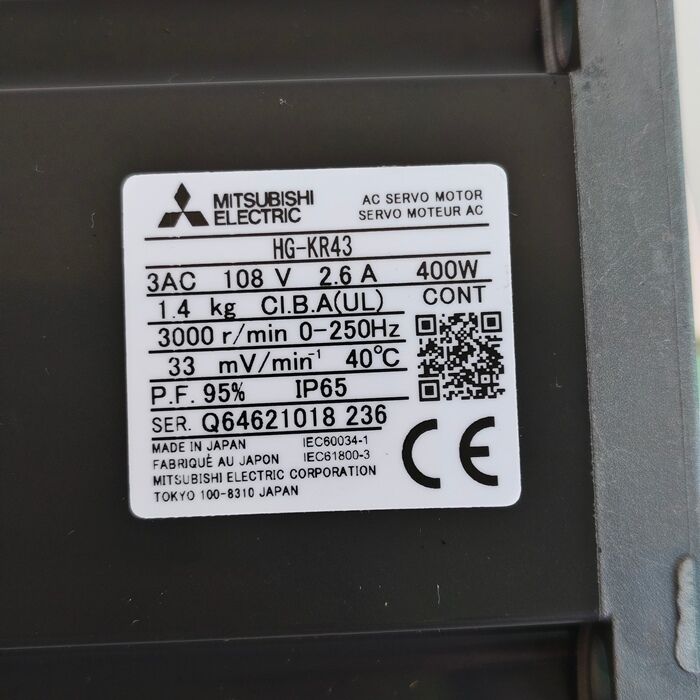 MITSUBISHI ELECTRIC
AC SERVO MOTOR
SERVO MOTEUR AC
HG-KR43
3AC 108 V 2.6 A 400W
1.4 kg CI.B.A(UL) CONT
3000 r/min 0-250Hz
33 mV/min⁻¹ 40℃
P.F. 95% IP65
SER. Q64621018 236
MADE IN JAPAN IEC60034-1
FABRIQUÉ AU JAPON IEC61800-3
MITSUBISHI ELECTRIC CORPORATION
TOKYO 100-8310 JAPAN
CE